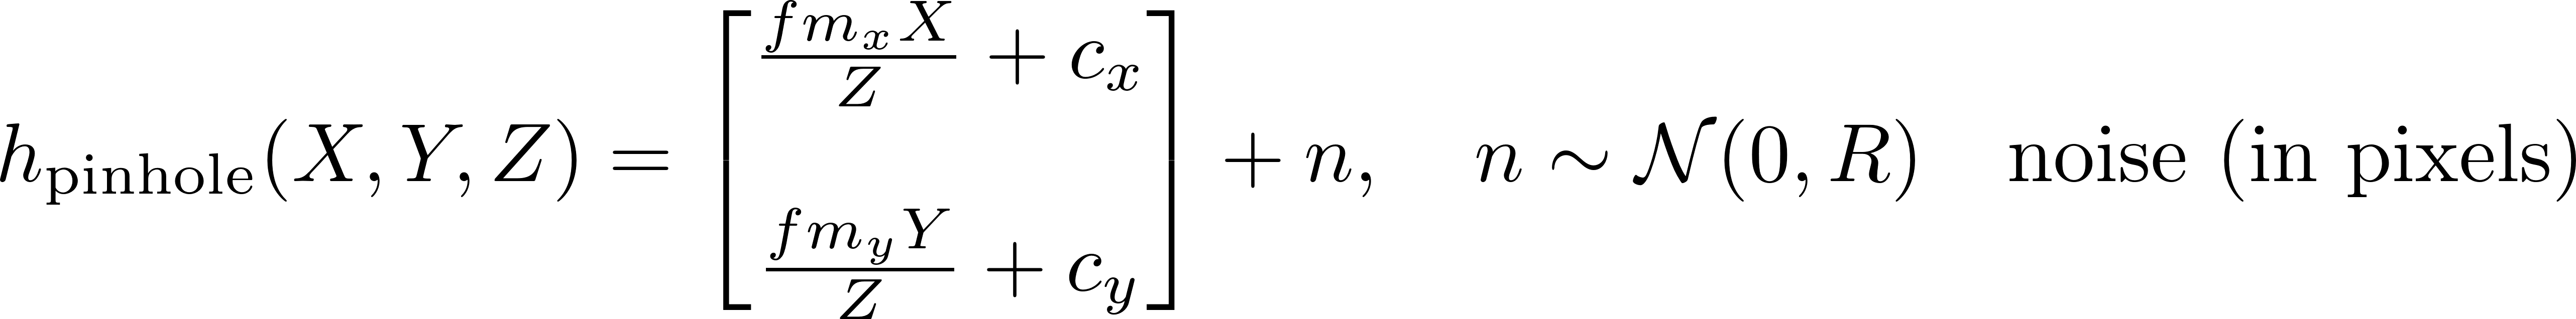 h_pinhole(X, Y, Z) = [ fm_x X / Z + c_x ; fm_y Y / Z + c_y ] + n,   n ∼ 𝒩(0, R)   noise (in pixels)